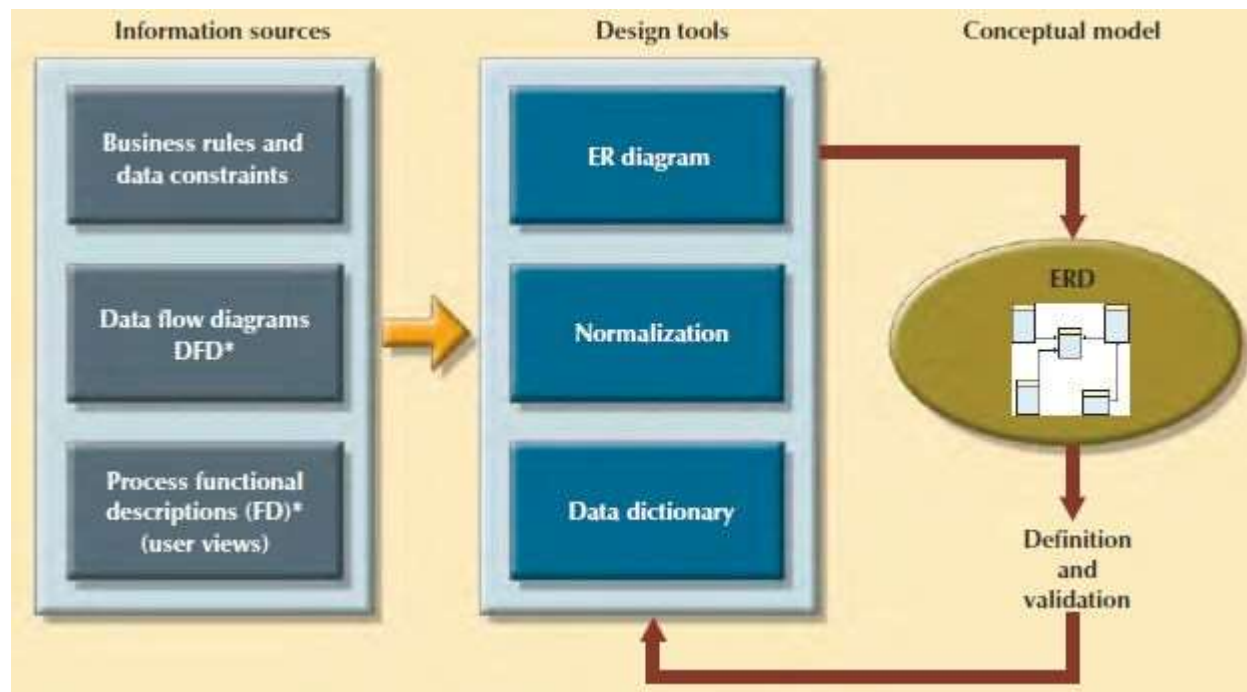 Information sources
Design tools
Conceptual model
Business rules and
data constraints
Data flow diagrams
DFD*
Process functional
descriptions (FD)*
(user views)
ER diagram
Normalization
Data dictionary
ERD
Definition
and
validation